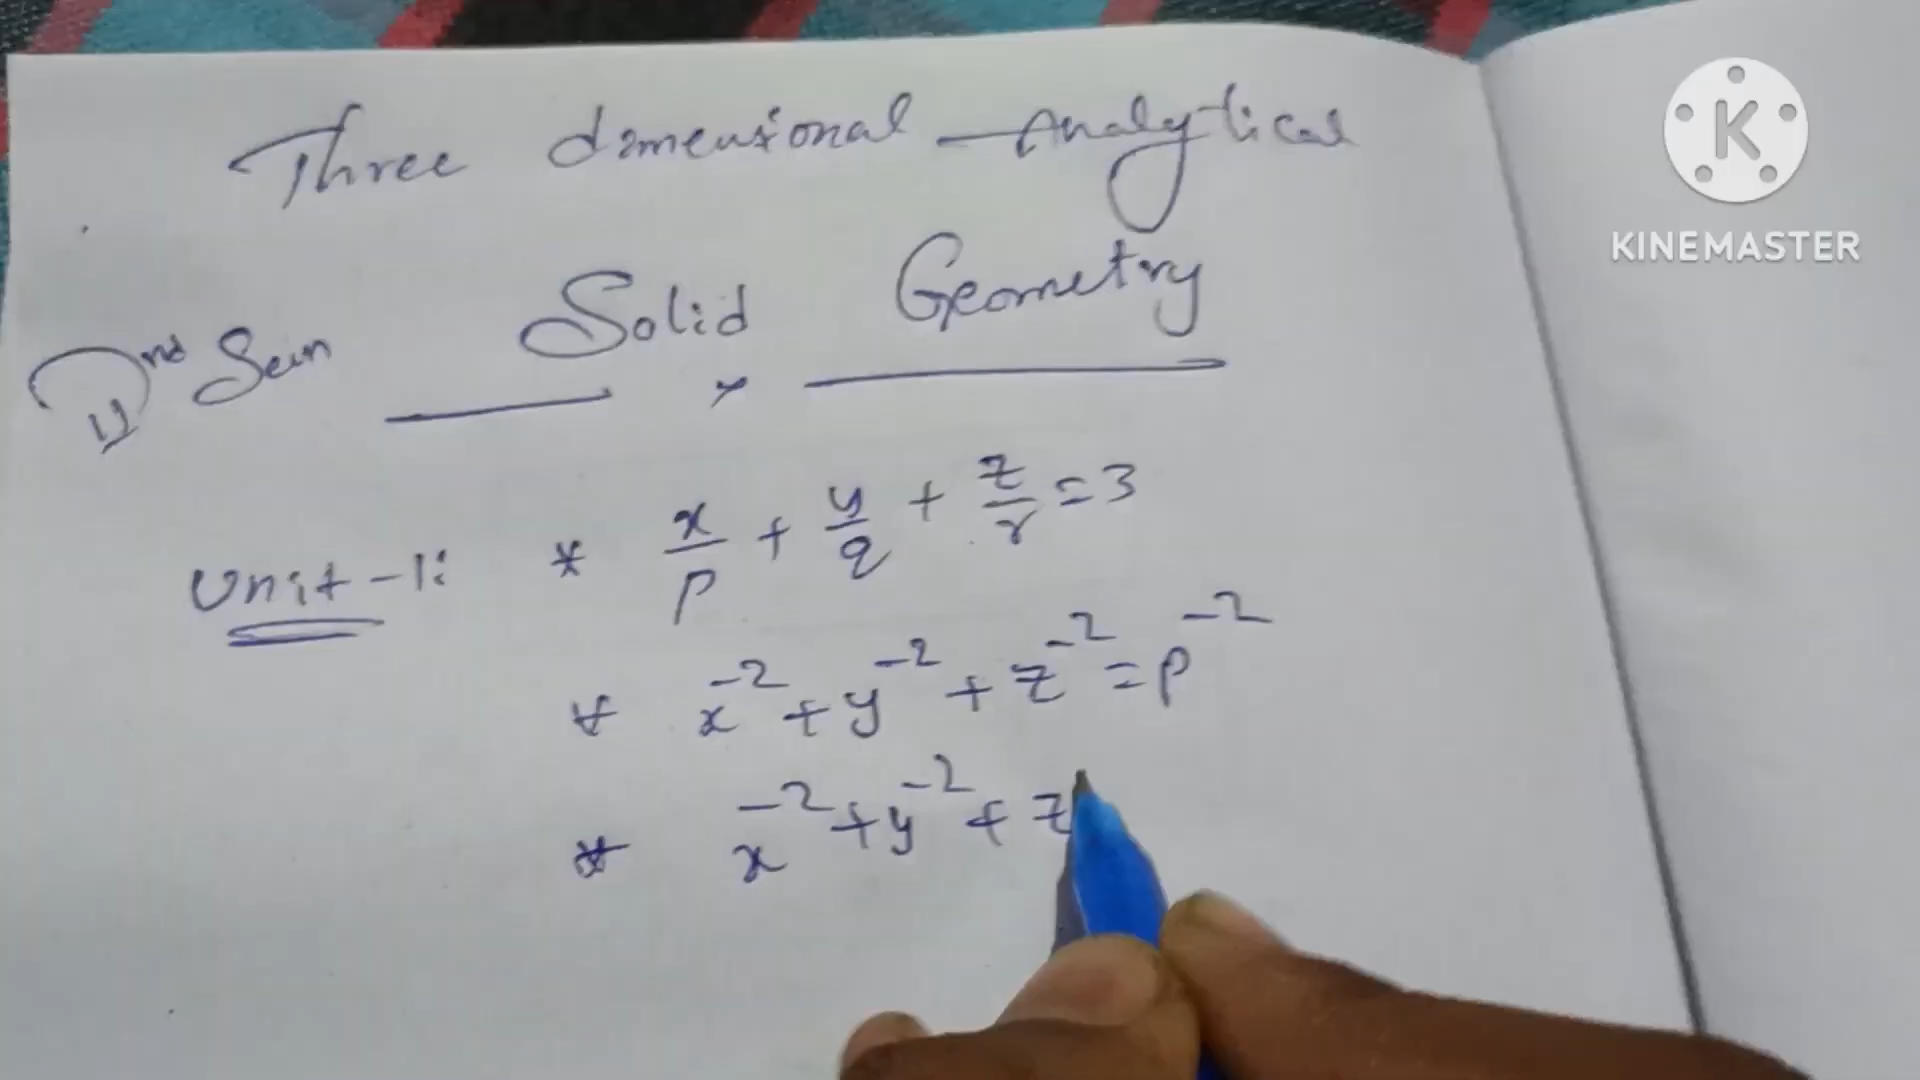 Three dimensional Analytical
Solid Geometry
IInd Sem
Unit-1: * x/p + y/q + z/r = 3
* x^-2 + y^-2 + z^-2 = p^-2
* x^-2 + y^-2 + z
K
KINEMASTER